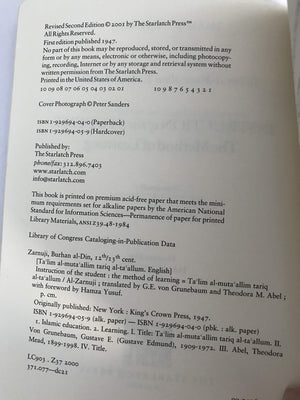 Revised Second Edition © 2001 by The Starlatch Press™
All Rights Reserved.
First edition published 1947.
No part of this book may be reproduced, stored, or transmitted in any
form or by any means, electronic or otherwise, including photocopy-
ing, recording, Internet or by any storage and retrieval system without
written permission from The Starlatch Press.
Printed in the United States of America.
10 09 08 07 06 05 04 03 02 01 10 9 8 7 6 5 4 3 2 1
Cover Photograph © Peter Sanders
ISBN 1-929694-04-0 (Paperback)
ISBN 1-929694-05-9 (Hardcover)
Published by:
The Starlatch Press
phone/fax: 312.896.7403
www.starlatch.com
info@starlatch.com
This book is printed on premium acid-free paper that meets the mini-
mum requirements set for alkaline papers by the American National
Standard for Information Sciences—Permanence of paper for printed
Library Materials, ANSI Z39.48-1984
Library of Congress Cataloging-in-Publication Data
Zarnuji, Burhan al-Din, 12th/13th cent.
[Ta'lim al-muta'allim tariq al-ta'allum. English]
Instruction of the student : the method of learning = Ta'lim al-muta'allim tariq
al-ta'allum / Al-Zarnuji ; translated by G.E. von Grunebaum and Theodora M. Abel ;
with foreword by Hamza Yusuf.
p. cm.
Originally published: New York : King's Crown Press, 1947.
ISBN 1-929694-05-9 (alk. paper) — ISBN 1-929694-04-0 (pbk. : alk. paper)
1. Islamic education. 2. Learning. I. Title: Ta'lim al-muta'allim tariq al-ta'allum. II.
Von Grunebaum, Gustave E. (Gustave Edmund), 1909-1972. III. Abel, Theodora
Mead, 1899-1998. IV. Title.
LC903 .Z37 2000
371.077—dc21